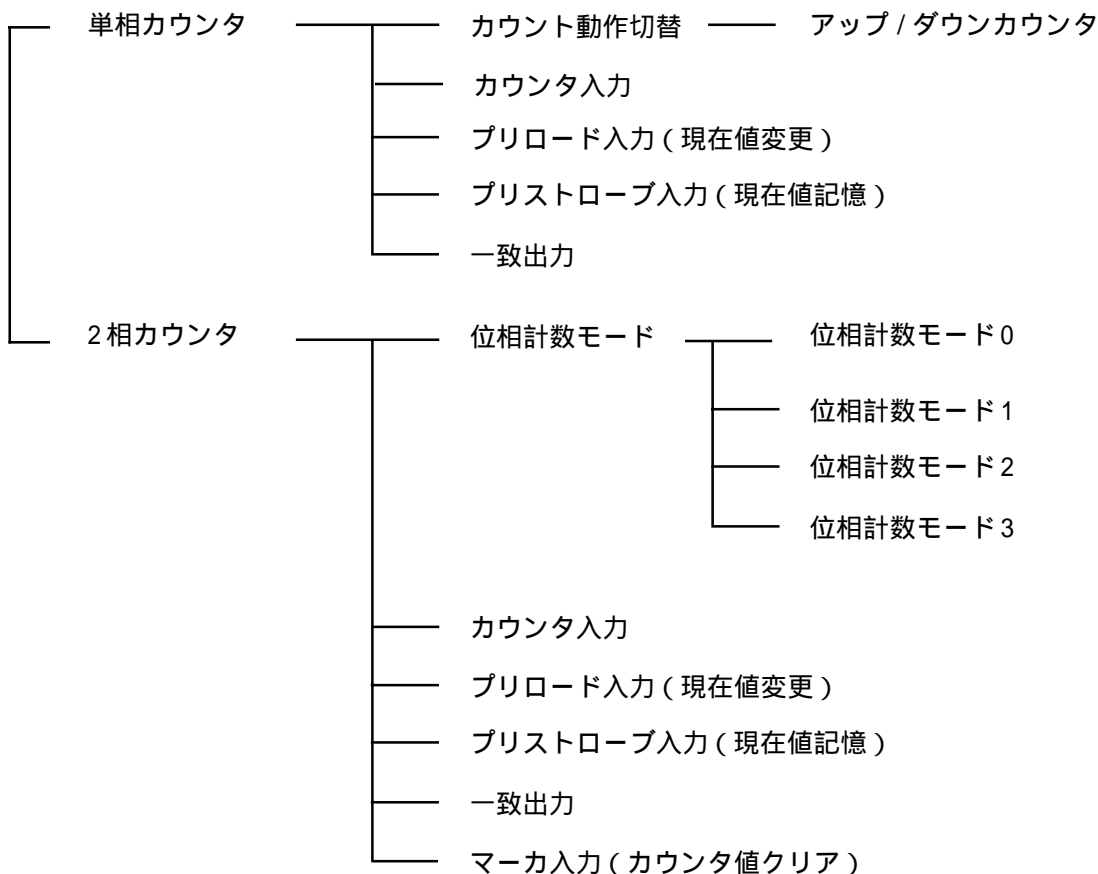 単相カウンタ
カウント動作切替
アップ / ダウンカウンタ
カウンタ入力
プリロード入力 ( 現在値変更 )
プリストローブ入力 ( 現在値記憶 )
一致出力
2相カウンタ
位相計数モード
位相計数モード0
位相計数モード1
位相計数モード2
位相計数モード3
カウンタ入力
プリロード入力 ( 現在値変更 )
プリストローブ入力 ( 現在値記憶 )
一致出力
マーカ入力 ( カウンタ値クリア )